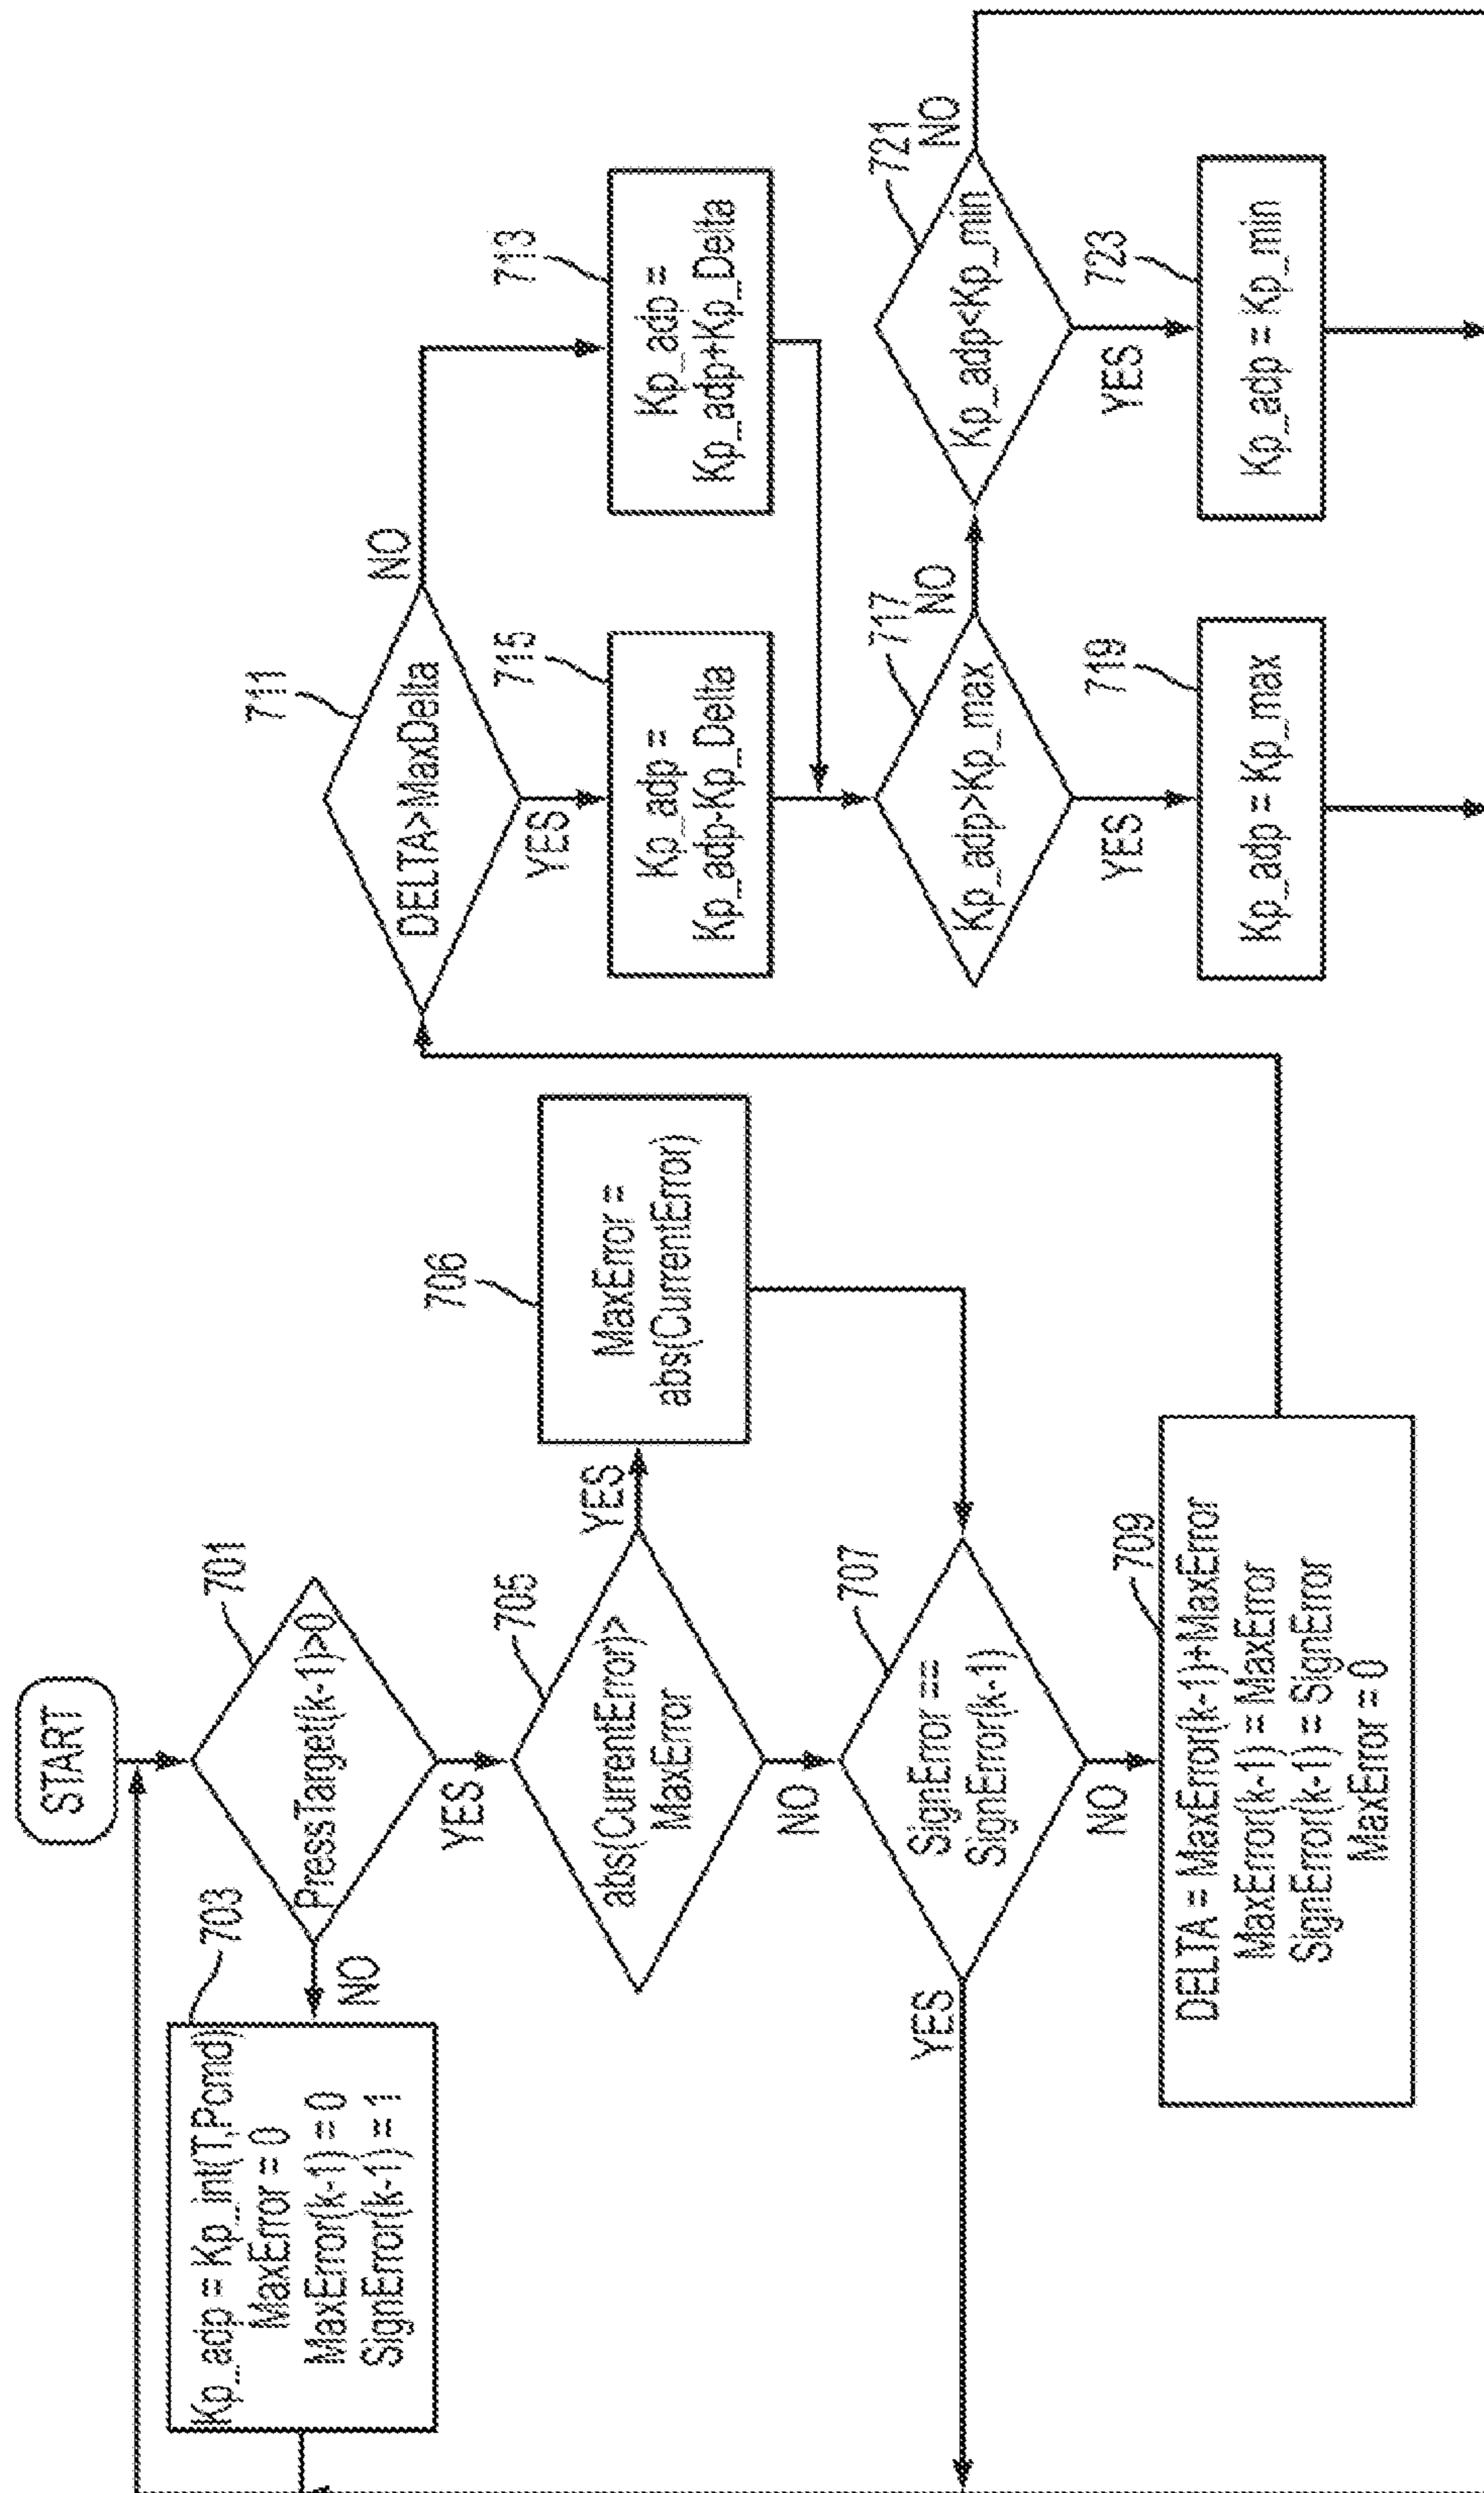 START
701
PressTarget(k-1)>0
NO
YES
703
Kp_adp = Kp_Int(T,Pcmd)
MaxError = 0
MaxError(k-1) = 0
SignError(k-1) = 1
705
abs(CurrentError)>
MaxError
YES
NO
706
MaxError =
abs(CurrentError)
707
SignError ==
SignError(k-1)
YES
NO
709
DELTA = MaxError(k-1)+MaxError
MaxError(k-1) = MaxError
SignError(k-1) = SignError
MaxError = 0
711
DELTA>MaxDelta
NO
YES
715
Kp_adp =
Kp_adp-Kp_Delta
713
Kp_adp =
Kp_adp+Kp_Delta
717
Kp_adp>Kp_max
NO
YES
721
Kp_adp<Kp_min
NO
YES
719
Kp_adp = Kp_max
723
Kp_adp = Kp_min